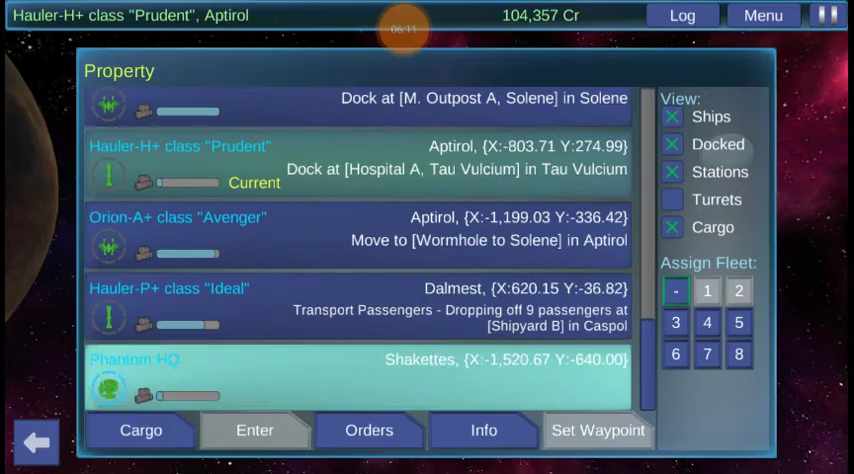 Hauler-H+ class "Prudent", Aptirol
104,357 Cr
Log
Menu
06:11
Property
Dock at [M. Outpost A, Solene] in Solene
Hauler-H+ class "Prudent"
Aptirol, {X:-803.71 Y:274.99}
Dock at [Hospital A, Tau Vulcium] in Tau Vulcium
Current
Orion-A+ class "Avenger"
Aptirol, {X:-1,199.03 Y:-336.42}
Move to [Wormhole to Solene] in Aptirol
Hauler-P+ class "Ideal"
Dalmest, {X:620.15 Y:-36.82}
Transport Passengers - Dropping off 9 passengers at
[Shipyard B] in Caspol
Phantom HQ
Shakettes, {X:-1,520.67 Y:-640.00}
View:
Ships
Docked
Stations
Turrets
Cargo
Assign Fleet:
- 1 2
3 4 5
6 7 8
Cargo
Enter
Orders
Info
Set Waypoint